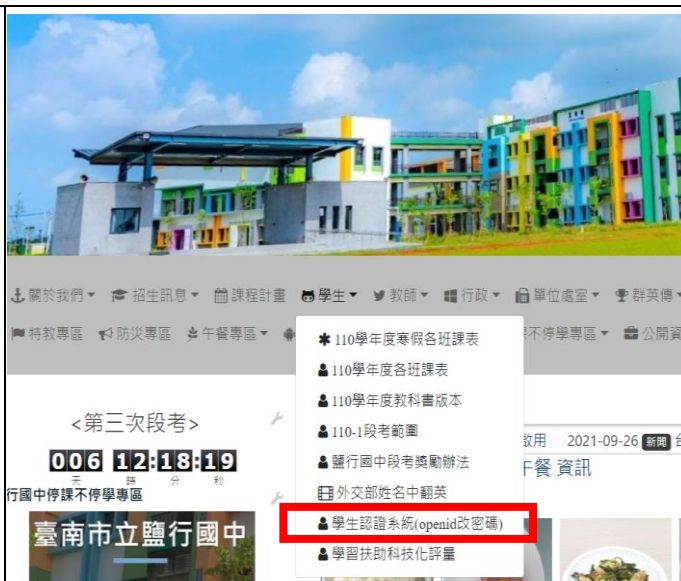 關於我們 招生訊息 課程計畫 學生 教師 行政 單位處室 群英傳
特教專區 防災專區 午餐專區 不停學專區 公開資
110學年度寒假各班課表
110學年度各班課表
110學年度教科書版本
110-1段考範圍
鹽行國中段考獎勵辦法
外交部姓名中翻英
學生認證系統(openid改密碼)
學習扶助科技化評量
<第三次段考>
006 12:18:19
天 時 分 秒
行國中停課不停學專區
臺南市立鹽行國中
啟用 2021-09-26 新聞
午餐 資訊